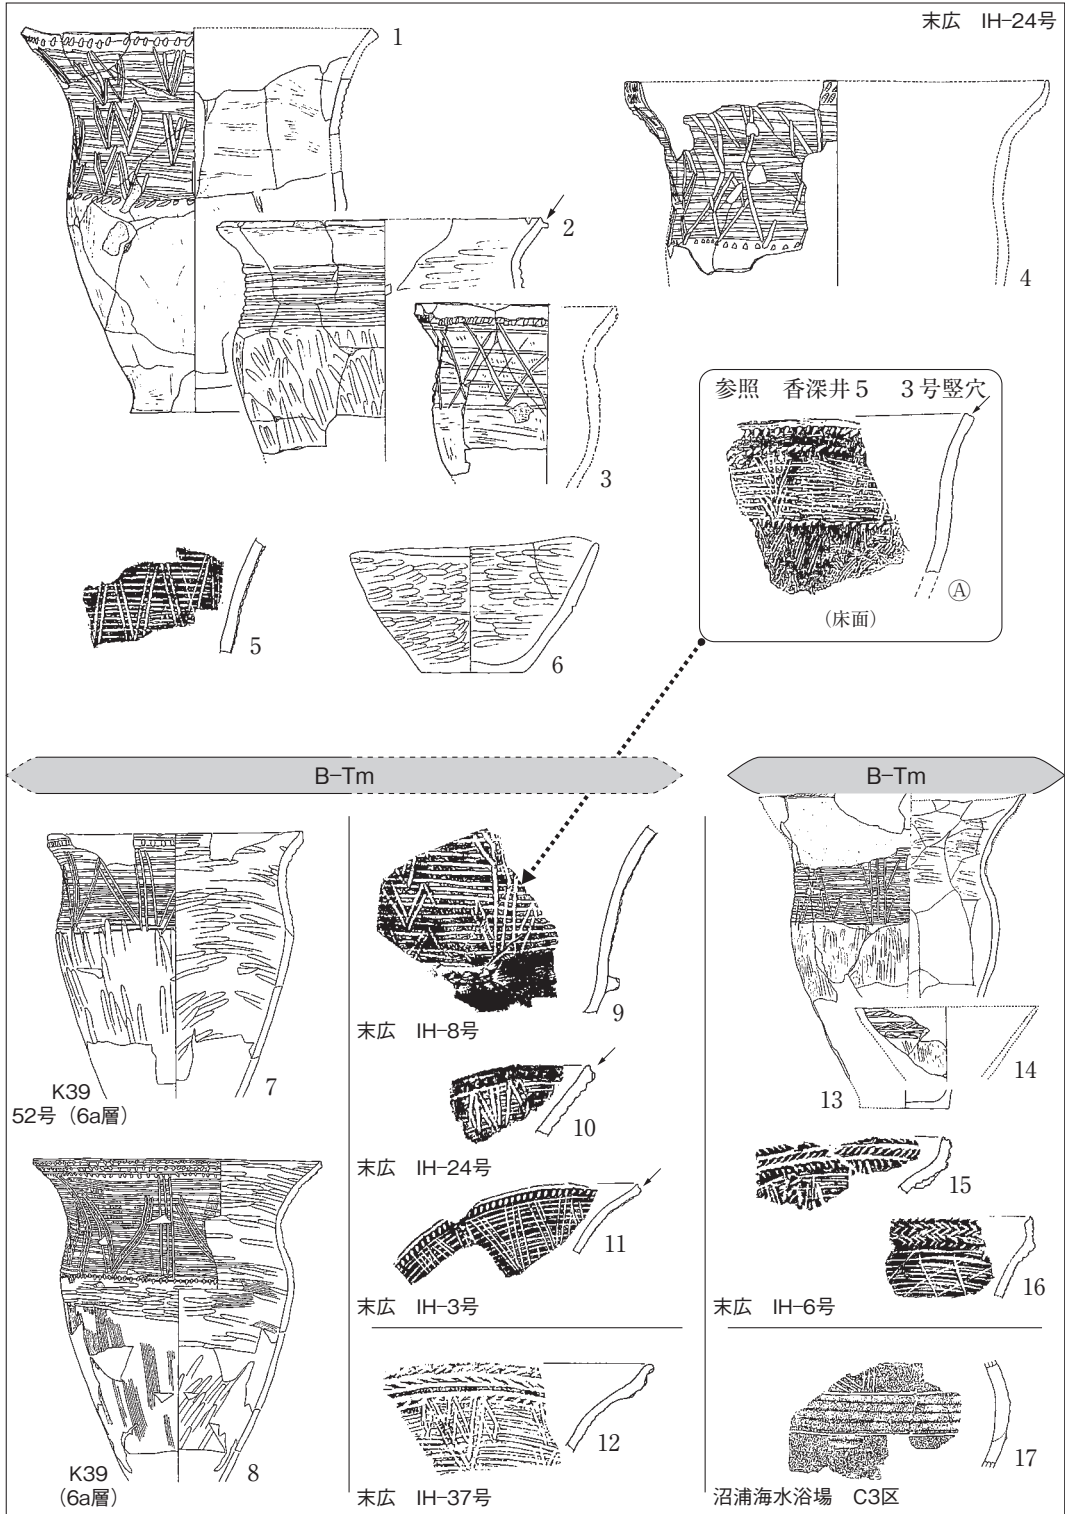 末広　IH-24号
1
2
3
4
参照　香深井5　3号竪穴
Ⓐ
(床面)
5
6
B-Tm
B-Tm
7
K39
52号（6a層）
8
K39
（6a層）
9
末広　IH-8号
10
末広　IH-24号
11
末広　IH-3号
12
末広　IH-37号
13
14
15
16
末広　IH-6号
17
沼浦海水浴場　C3区